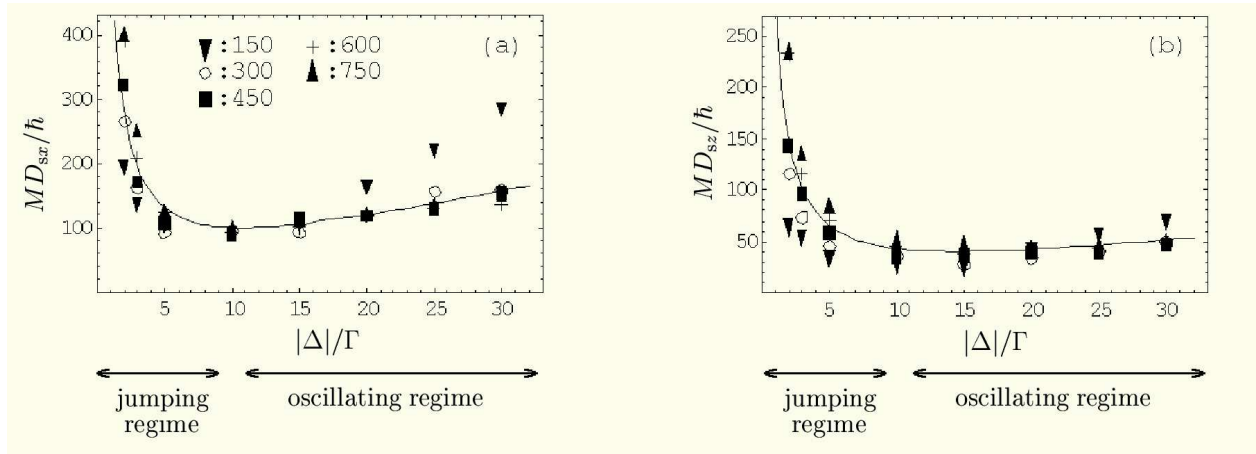 400
300
200
100
MD_sx/ħ
▼:150
○:300
■:450
+:600
▲:750
(a)
5 10 15 20 25 30
|Δ|/Γ
jumping
regime
oscillating regime
250
200
150
100
50
MD_sz/ħ
(b)
5 10 15 20 25 30
|Δ|/Γ
jumping
regime
oscillating regime